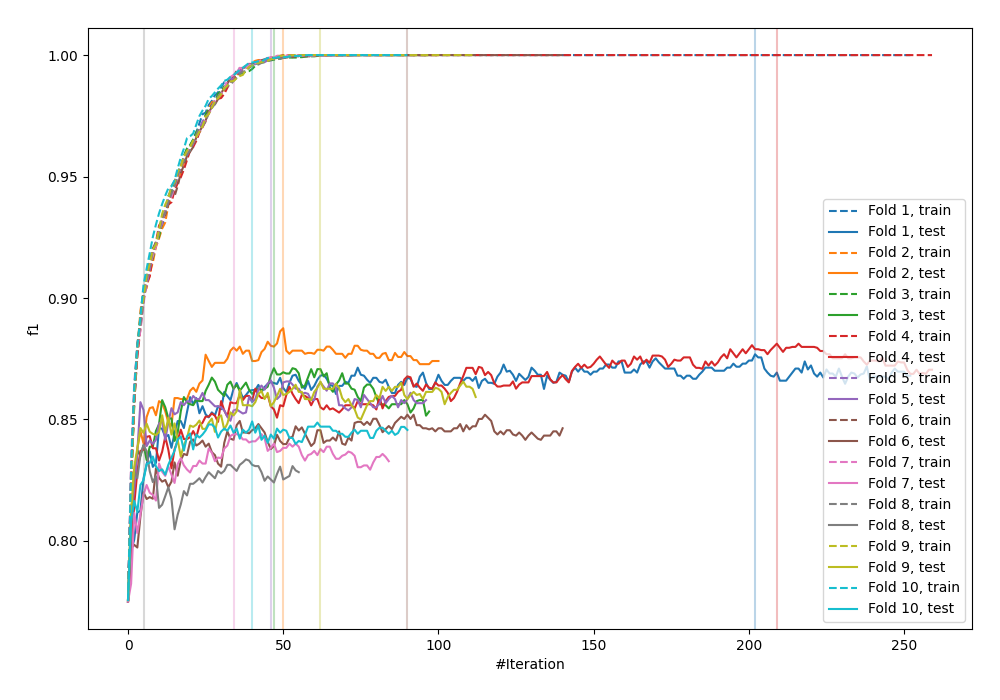 1.00
0.95
0.90
0.85
0.80
f1
0
50
100
150
200
250
#Iteration
Fold 1, train
Fold 1, test
Fold 2, train
Fold 2, test
Fold 3, train
Fold 3, test
Fold 4, train
Fold 4, test
Fold 5, train
Fold 5, test
Fold 6, train
Fold 6, test
Fold 7, train
Fold 7, test
Fold 8, train
Fold 8, test
Fold 9, train
Fold 9, test
Fold 10, train
Fold 10, test